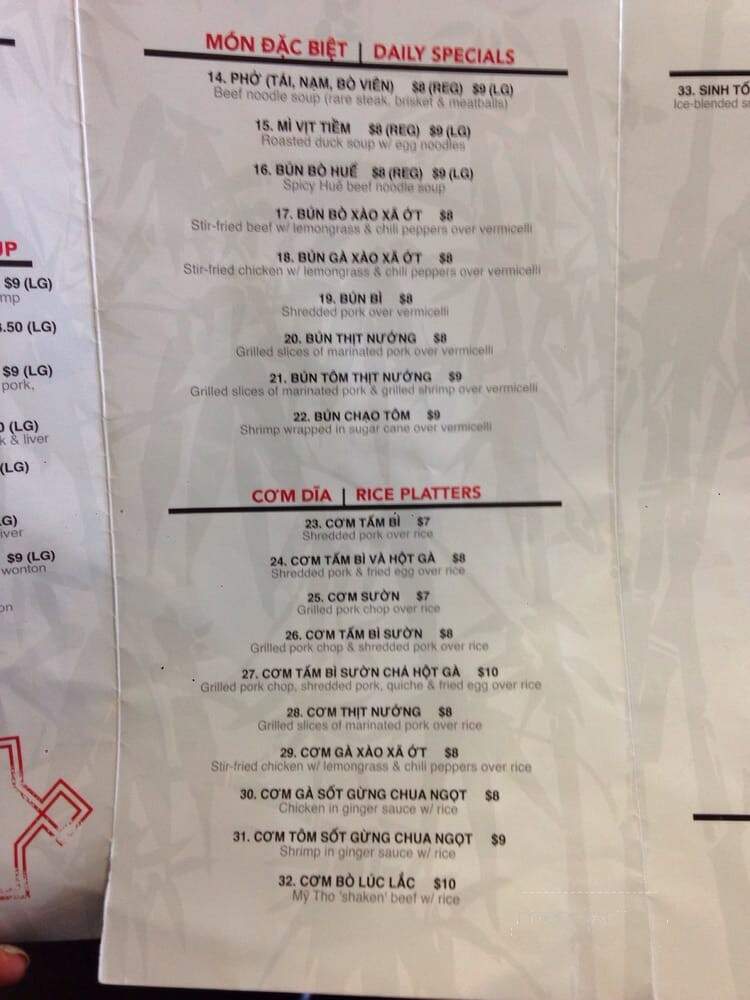 MÓN ĐẶC BIỆT | DAILY SPECIALS
14. PHỞ (TÁI, NẠM, BÒ VIÊN) $8 (REG) $9 (LG)
Beef noodle soup (rare steak, brisket & meatballs)
15. MÌ VỊT TIỀM $8 (REG) $9 (LG)
Roasted duck soup w/ egg noodles
16. BÚN BÒ HUẾ $8 (REG) $9 (LG)
Spicy Huế beef noodle soup
17. BÚN BÒ XÀO XÃ ỚT $8
Stir-fried beef w/ lemongrass & chili peppers over vermicelli
18. BÚN GÀ XÀO XÃ ỚT $8
Stir-fried chicken w/ lemongrass & chili peppers over vermicelli
19. BÚN BÌ $8
Shredded pork over vermicelli
20. BÚN THỊT NƯỚNG $8
Grilled slices of marinated pork over vermicelli
21. BÚN TÔM THỊT NƯỚNG $9
Grilled slices of marinated pork & grilled shrimp over vermicelli
22. BÚN CHẠO TÔM $9
Shrimp wrapped in sugar cane over vermicelli
CƠM DĨA | RICE PLATTERS
23. CƠM TẤM BÌ $7
Shredded pork over rice
24. CƠM TẤM BÌ VÀ HỘT GÀ $8
Shredded pork & fried egg over rice
25. CƠM SƯỜN $7
Grilled pork chop over rice
26. CƠM TẤM BÌ SƯỜN $8
Grilled pork chop & shredded pork over rice
27. CƠM TẤM BÌ SƯỜN CHẢ HỘT GÀ $10
Grilled pork chop, shredded pork, quiche & fried egg over rice
28. CƠM THỊT NƯỚNG $8
Grilled slices of marinated pork over rice
29. CƠM GÀ XÀO XÃ ỚT $8
Stir-fried chicken w/ lemongrass & chili peppers over rice
30. CƠM GÀ SỐT GỪNG CHUA NGỌT $8
Chicken in ginger sauce w/ rice
31. CƠM TÔM SỐT GỪNG CHUA NGỌT $9
Shrimp in ginger sauce w/ rice
32. CƠM BÒ LÚC LẮC $10
Mỹ Tho 'shaken' beef w/ rice
$9 (LG)
.50 (LG)
$9 (LG)
pork,
(LG)
& liver
(LG)
$9 (LG)
wonton
33. SINH TỐ
Ice-blended